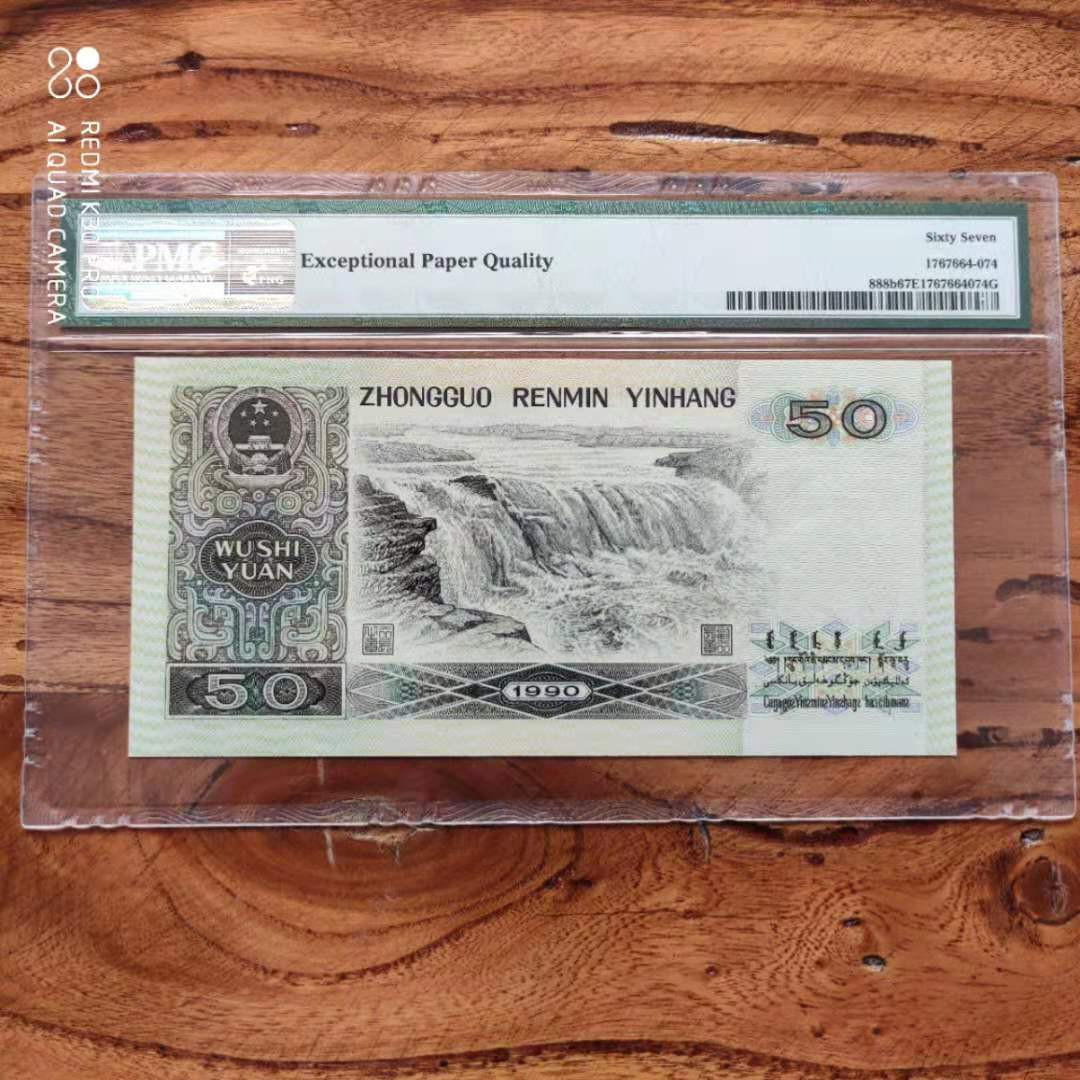 REDMI K30 PRO
AI QUAD CAMERA
PMG
Exceptional Paper Quality
Sixty Seven
1767664-074
888b67E1767664074G
ZHONGGUO RENMIN YINHANG
50
WU SHI
YUAN
50
1990